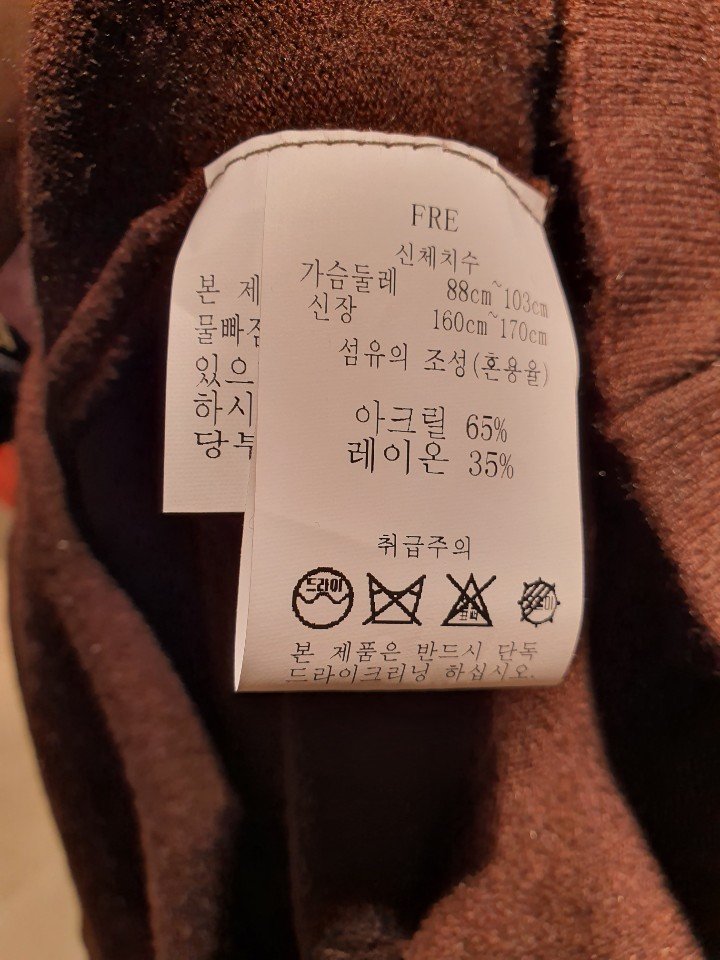 FRE
신체치수
가슴둘레 88cm~103cm
신장 160cm~170cm
섬유의 조성(혼용율)
아크릴 65%
레이온 35%
취급주의
드라이
본 제품은 반드시 단독
드라이크리닝 하십시오.
본 제
물빠짐
있으
하시
당부